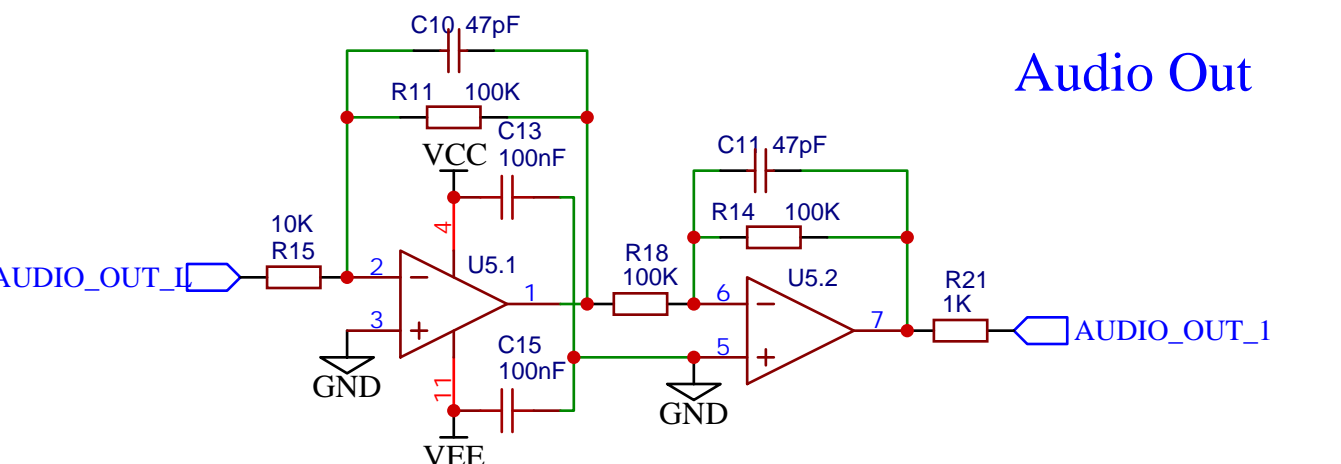 C10 47pF
Audio Out
R11 100K
C13
VCC 100nF
C11 47pF
4
R14 100K
10K
R15
R18
100K
U5.1
U5.2
R21
1K
AUDIO_OUT_L
2
1
6
3
7
AUDIO_OUT_1
5
GND
C15
100nF
11
GND
VEE